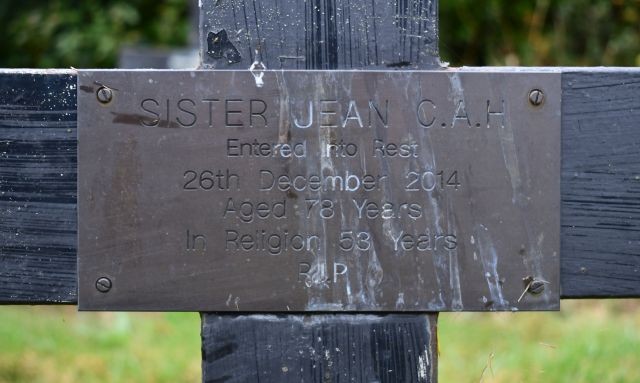 SISTER JEAN C.A.H
Entered Into Rest
26th December 2014
Aged 78 Years
In Religion 53 Years
R.I.P